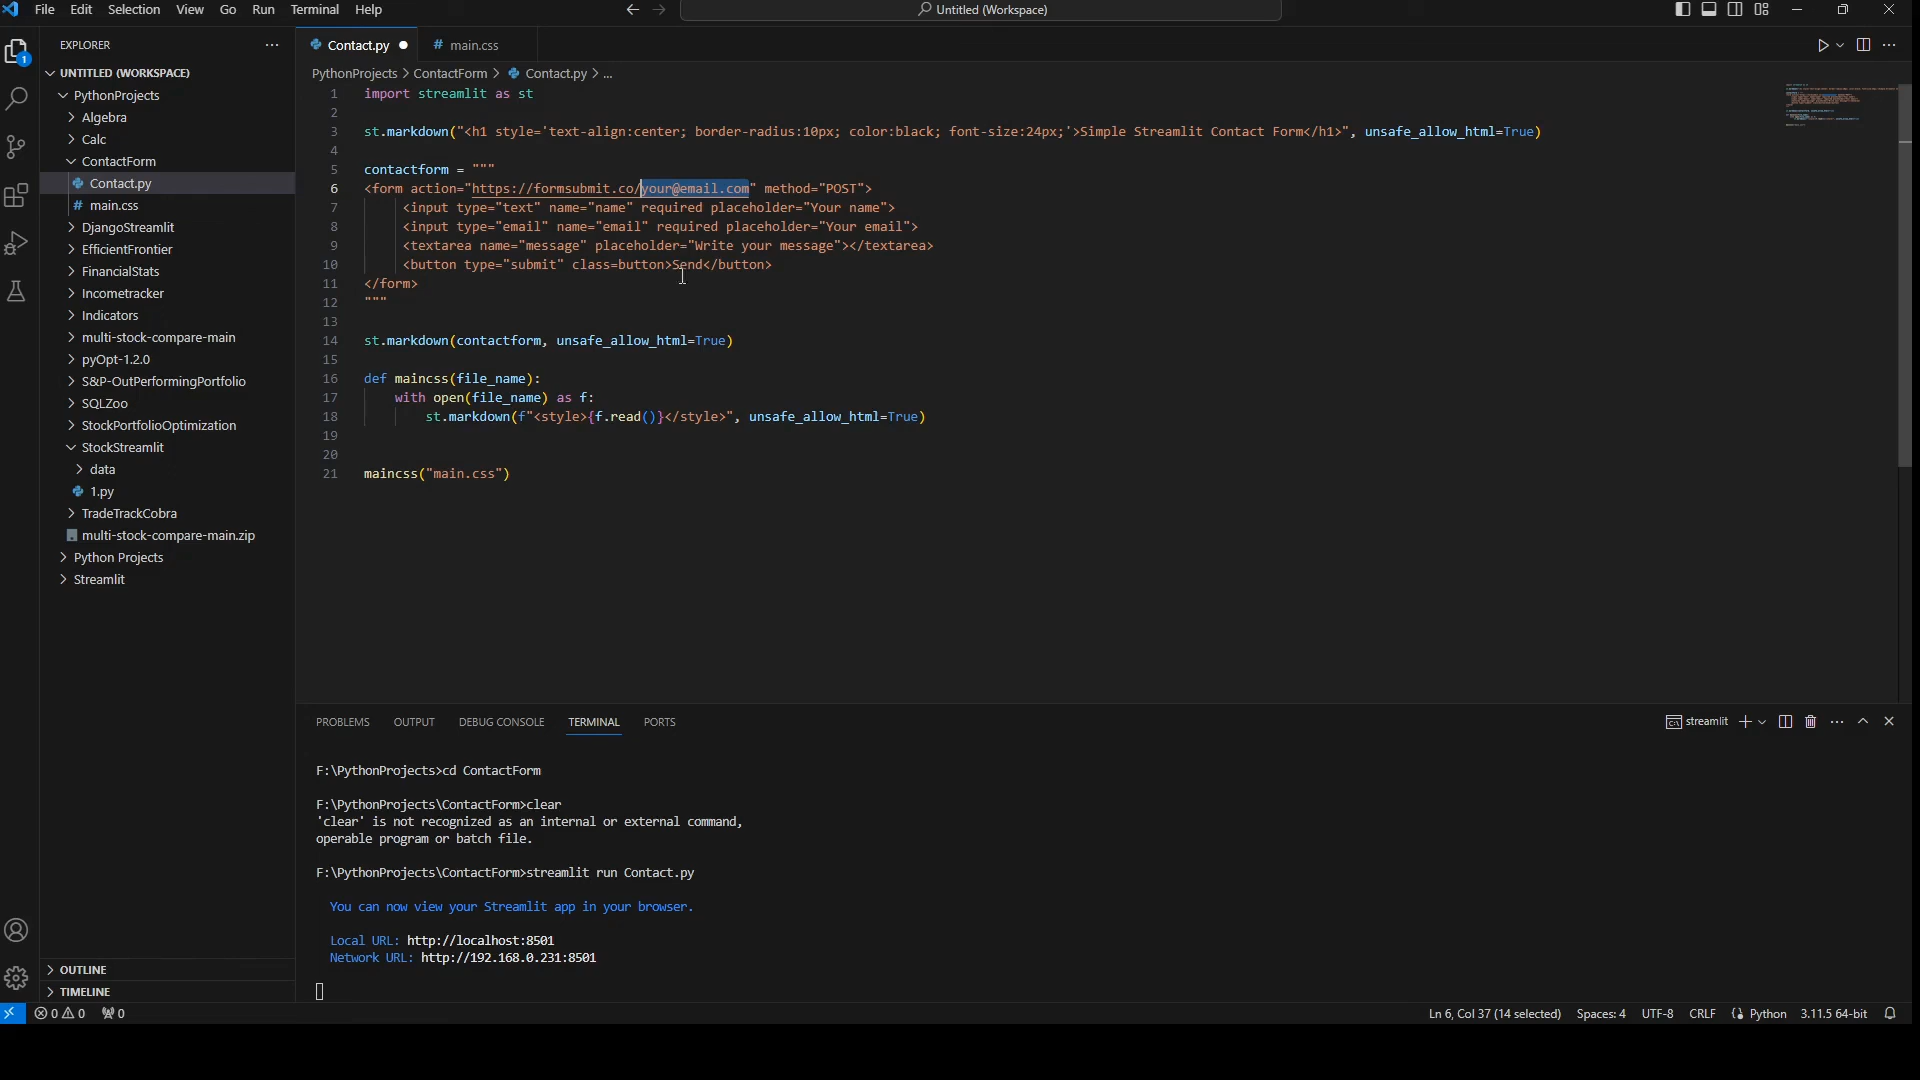 File Edit Selection View Go Run Terminal Help
Untitled (Workspace)
EXPLORER
1
UNTITLED (WORKSPACE)
PythonProjects
Algebra
Calc
ContactForm
Contact.py
main.css
DjangoStreamlit
EfficientFrontier
FinancialStats
Incometracker
Indicators
multi-stock-compare-main
pyOpt-1.2.0
S&P-OutPerformingPortfolio
SQLZoo
StockPortfolioOptimization
StockStreamlit
data
1.py
TradeTrackCobra
multi-stock-compare-main.zip
Python Projects
Streamlit
OUTLINE
TIMELINE
Contact.py # main.css
PythonProjects > ContactForm > Contact.py > ...
1 import streamlit as st
2
3 st.markdown("<h1 style='text-align:center; border-radius:10px; color:black; font-size:24px;'>Simple Streamlit Contact Form</h1>", unsafe_allow_html=True)
4
5 contactform = """
6 <form action="https://formsubmit.co/your@email.com" method="POST">
7 <input type="text" name="name" required placeholder="Your name">
8 <input type="email" name="email" required placeholder="Your email">
9 <textarea name="message" placeholder="Write your message"></textarea>
10 <button type="submit" class=button>Send</button>
11 </form>
12 """
13
14 st.markdown(contactform, unsafe_allow_html=True)
15
16 def maincss(file_name):
17 with open(file_name) as f:
18 st.markdown(f"<style>{f.read()}</style>", unsafe_allow_html=True)
19
20
21 maincss("main.css")
PROBLEMS OUTPUT DEBUG CONSOLE TERMINAL PORTS
streamlit
F:\PythonProjects>cd ContactForm
F:\PythonProjects\ContactForm>clear
'clear' is not recognized as an internal or external command,
operable program or batch file.
F:\PythonProjects\ContactForm>streamlit run Contact.py
You can now view your Streamlit app in your browser.
Local URL: http://localhost:8501
Network URL: http://192.168.0.231:8501
0 0 0
Ln 6, Col 37 (14 selected) Spaces: 4 UTF-8 CRLF Python 3.11.5 64-bit